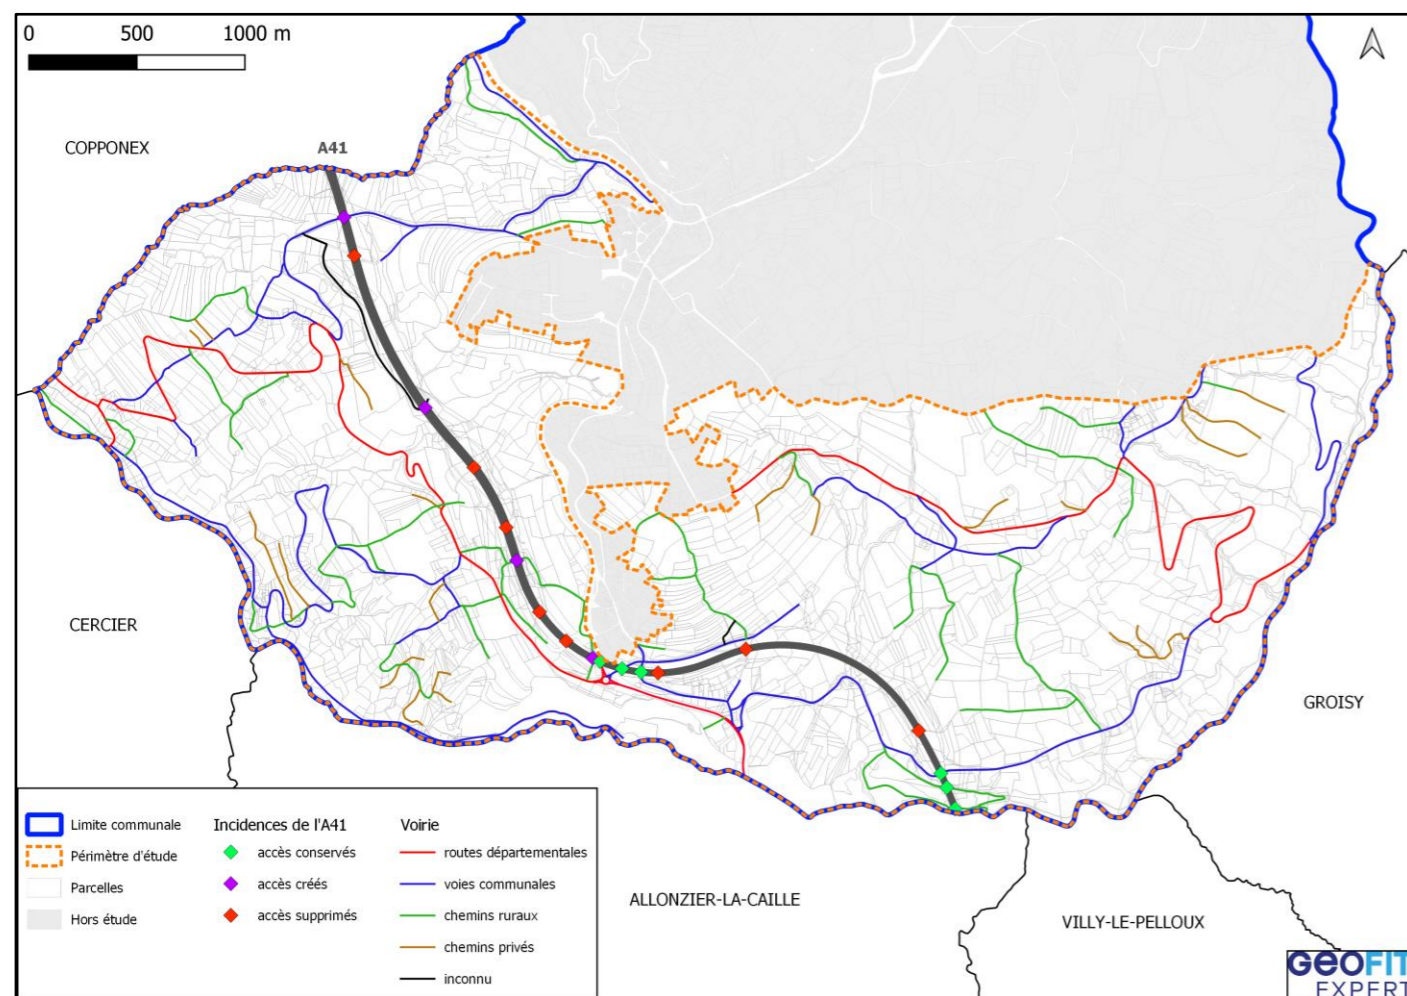 0 500 1000 m
COPPONEX
A41
CERCIER
GROISY
ALLONZIER-LA-CAILLE
VILLY-LE-PELLOUX
Limite communale
Périmètre d'étude
Parcelles
Hors étude
Incidences de l'A41
accès conservés
accès créés
accès supprimés
Voirie
routes départementales
voies communales
chemins ruraux
chemins privés
inconnu
GEOFIT
EXPERT